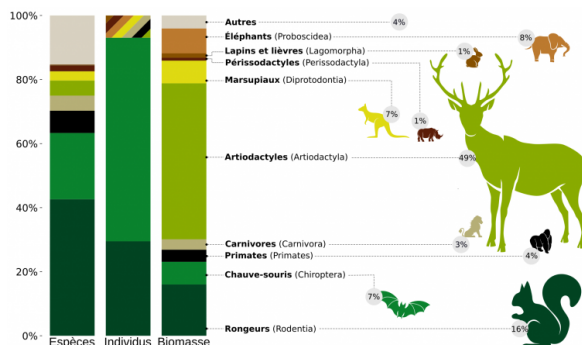 100%
80%
60%
40%
20%
0%
Espèces Individus Biomasse
Autres 4%
Éléphants (Proboscidea) 8%
Lapins et lièvres (Lagomorpha) 1%
Périssodactyles (Perissodactyla) 1%
Marsupiaux (Diprotodontia) 7%
Artiodactyles (Artiodactyla) 49%
Carnivores (Carnivora) 3%
Primates (Primates) 4%
Chauve-souris (Chiroptera) 7%
Rongeurs (Rodentia) 16%